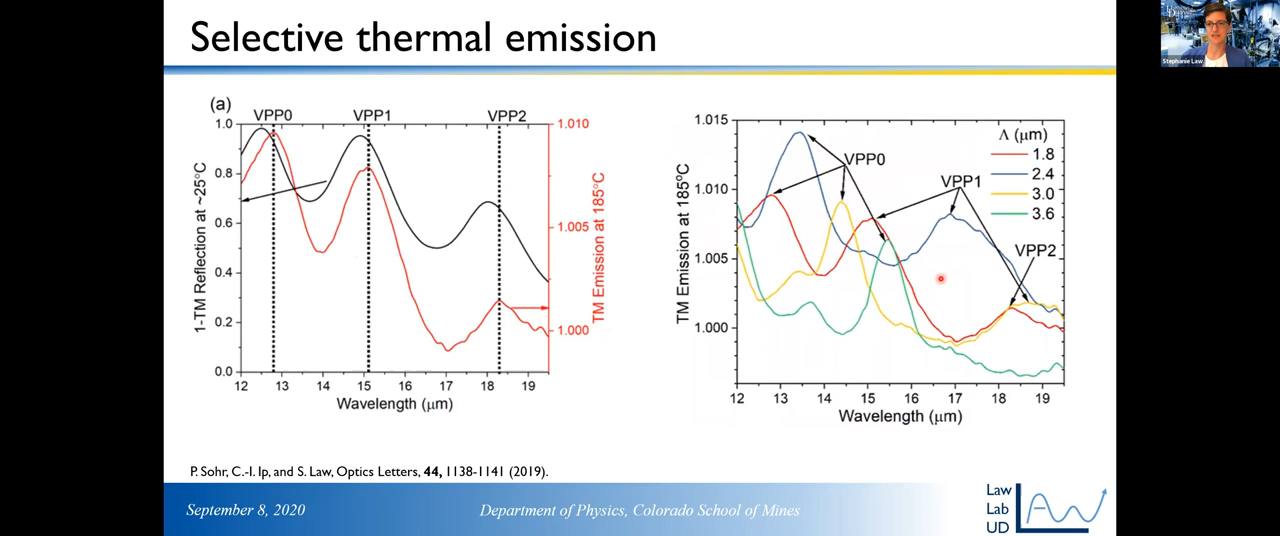 Selective thermal emission
Stephanie Law
(a)
VPP0 VPP1 VPP2
1.0
0.8
0.6
0.4
0.2
0.0
1-TM Reflection at ~25°C
1.010
1.005
1.000
TM Emission at 185°C
12 13 14 15 16 17 18 19
Wavelength (μm)
1.015
1.010
1.005
1.000
TM Emission at 185°C
VPP0
VPP1
VPP2
Λ (μm)
1.8
2.4
3.0
3.6
12 13 14 15 16 17 18 19
Wavelength (μm)
P. Sohr, C.-I. Ip, and S. Law, Optics Letters, 44, 1138-1141 (2019).
September 8, 2020
Department of Physics, Colorado School of Mines
Law
Lab
UD